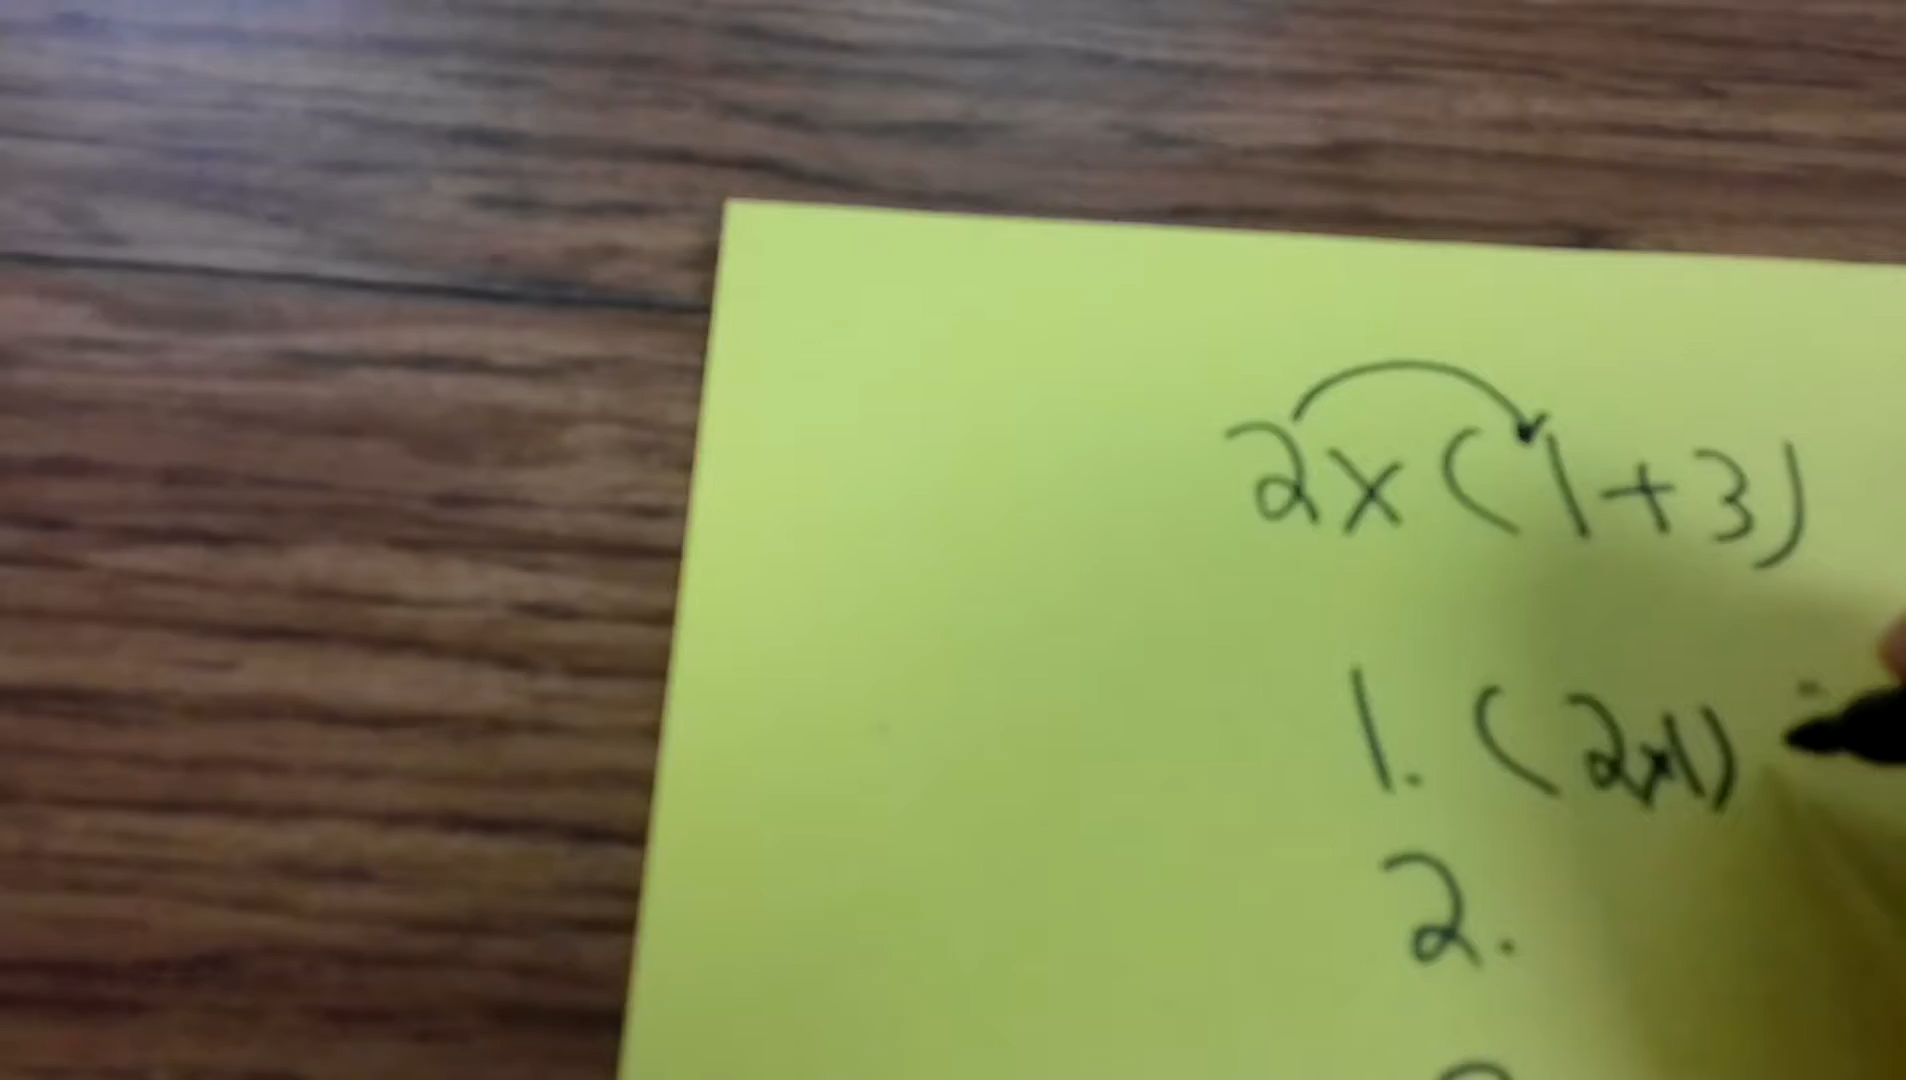 2x(1+3)
1. (2x1)
2.